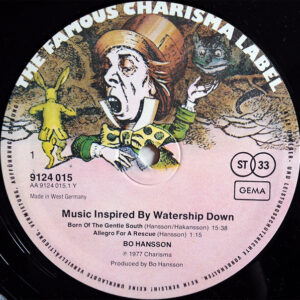 THE FAMOUS CHARISMA LABEL
1
9124 015
AA 9124 015.1 Y
Made in West Germany
ST 33
GEMA
Music Inspired By Watership Down
Born Of The Gentle South (Hansson/Hakansson) 15:38
Allegro For A Rescue (Hansson) 1:15
BO HANSSON
℗ 1977 Charisma
Produced by Bo Hansson